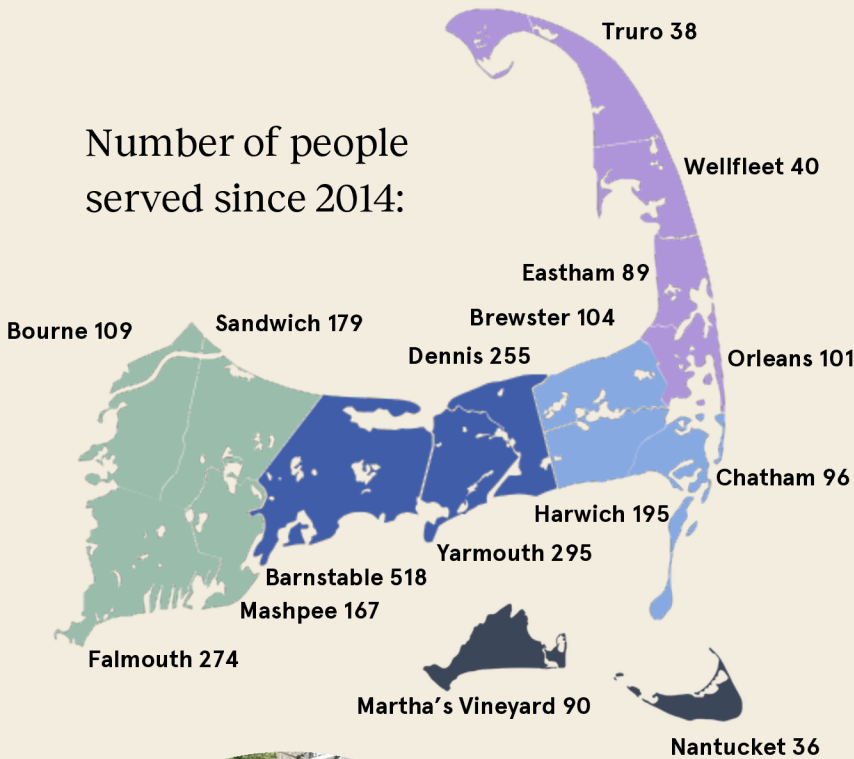 Truro 38
Number of people
served since 2014:
Wellfleet 40
Eastham 89
Brewster 104
Sandwich 179
Bourne 109
Dennis 255
Orleans 101
Chatham 96
Harwich 195
Yarmouth 295
Barnstable 518
Mashpee 167
Falmouth 274
Martha’s Vineyard 90
Nantucket 36